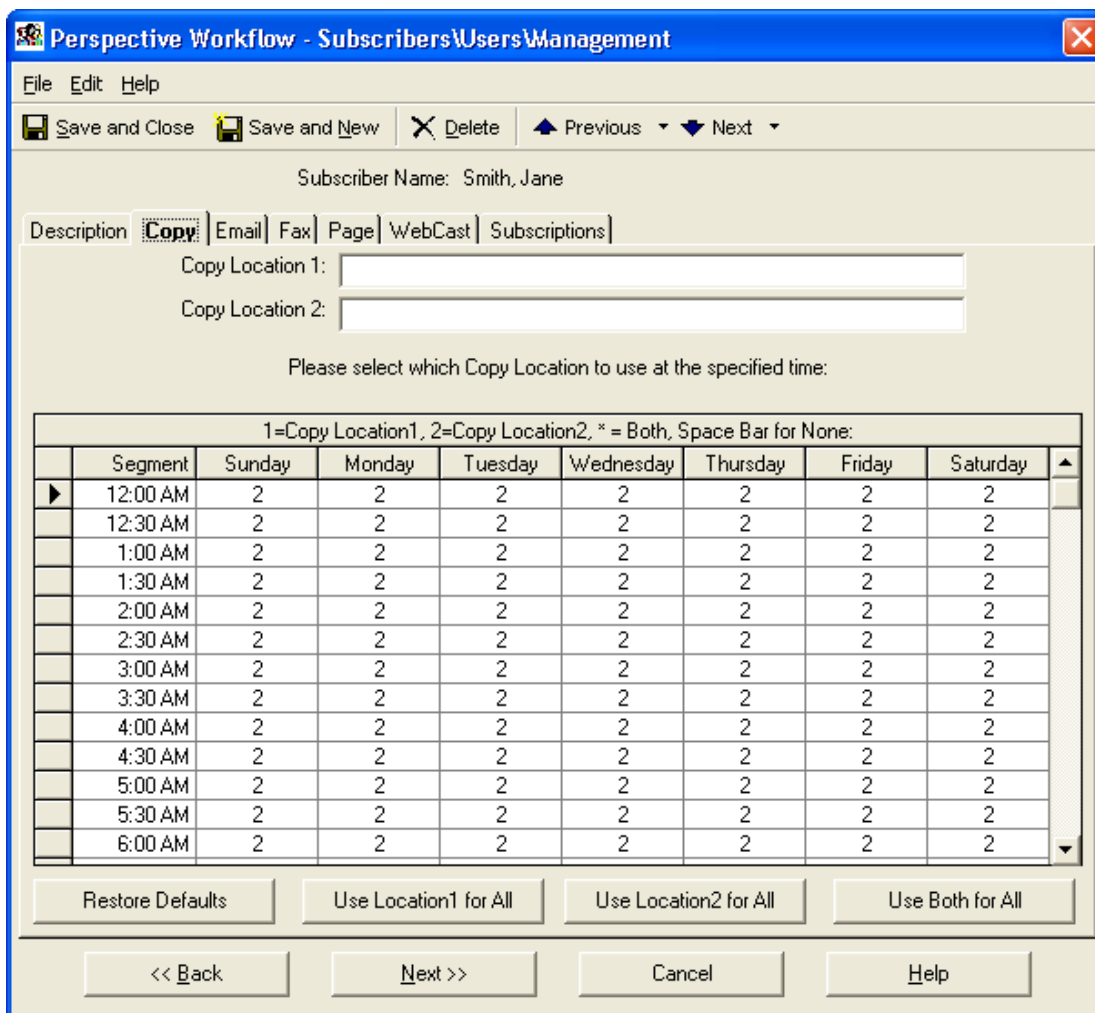 Perspective Workflow - Subscribers\Users\Management
File Edit Help
Save and Close Save and New Delete Previous Next
Subscriber Name: Smith, Jane
Description Copy Email Fax Page WebCast Subscriptions
Copy Location 1:
Copy Location 2:
Please select which Copy Location to use at the specified time:
1=Copy Location1, 2=Copy Location2, * = Both, Space Bar for None:
Segment Sunday Monday Tuesday Wednesday Thursday Friday Saturday
12:00 AM 2 2 2 2 2 2 2
12:30 AM 2 2 2 2 2 2 2
1:00 AM 2 2 2 2 2 2 2
1:30 AM 2 2 2 2 2 2 2
2:00 AM 2 2 2 2 2 2 2
2:30 AM 2 2 2 2 2 2 2
3:00 AM 2 2 2 2 2 2 2
3:30 AM 2 2 2 2 2 2 2
4:00 AM 2 2 2 2 2 2 2
4:30 AM 2 2 2 2 2 2 2
5:00 AM 2 2 2 2 2 2 2
5:30 AM 2 2 2 2 2 2 2
6:00 AM 2 2 2 2 2 2 2
Restore Defaults Use Location1 for All Use Location2 for All Use Both for All
<< Back Next >> Cancel Help